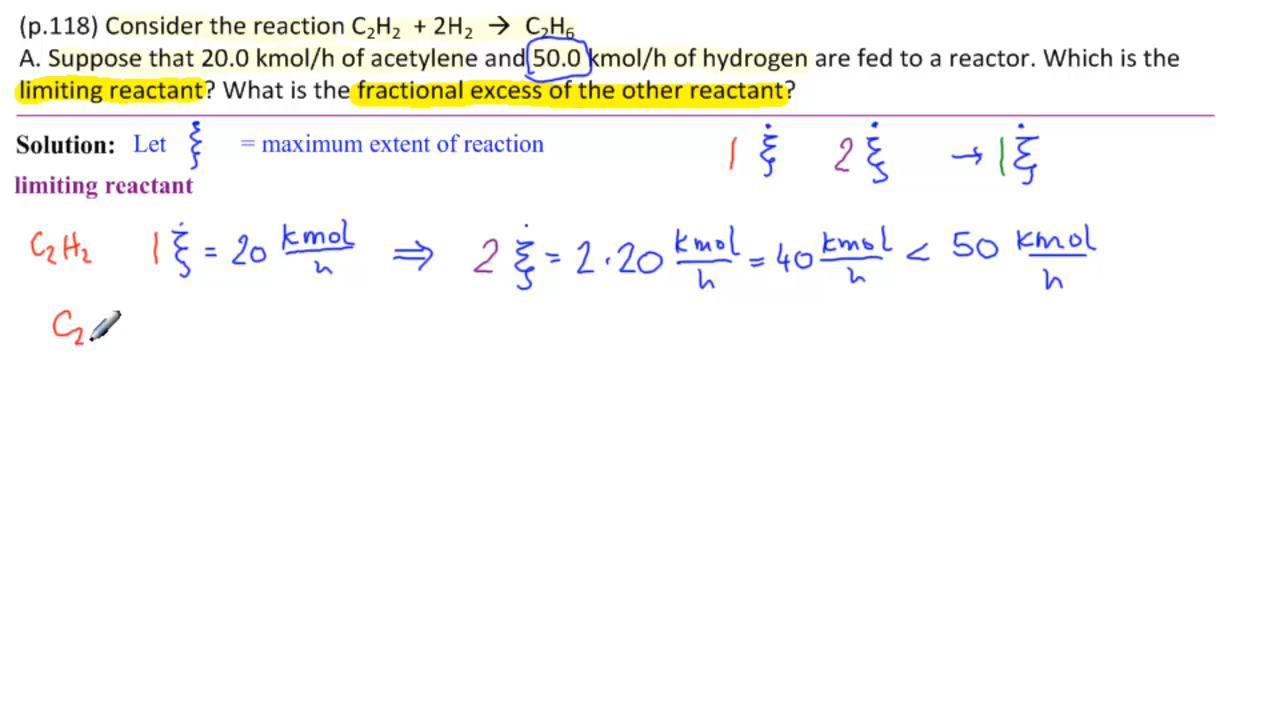 (p.118) Consider the reaction C₂H₂ + 2H₂ → C₂H₆
A. Suppose that 20.0 kmol/h of acetylene and 50.0 kmol/h of hydrogen are fed to a reactor. Which is the
limiting reactant? What is the fractional excess of the other reactant?
Solution: Let ξ = maximum extent of reaction
1 ξ̇ 2 ξ̇ → 1 ξ̇
limiting reactant
C₂H₂ 1 ξ̇ = 20 kmol/h ⇒ 2 ξ̇ = 2·20 kmol/h = 40 kmol/h < 50 kmol/h
C₂